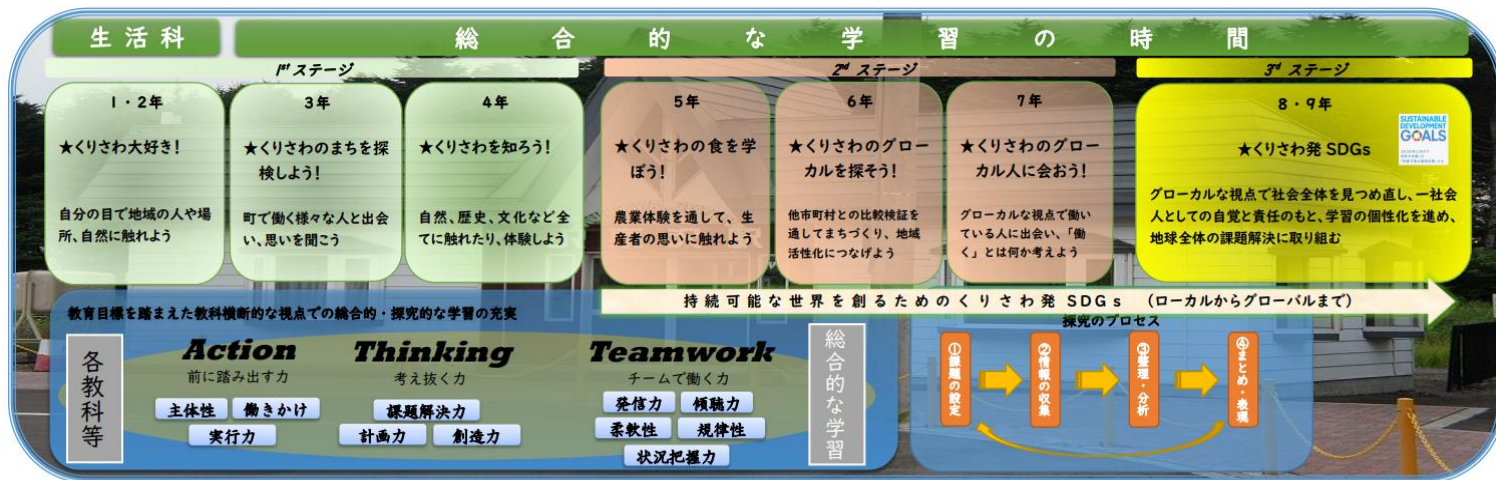 生活科
総合的な学習の時間
1st ステージ
2nd ステージ
3rd ステージ
1・2年
★くりさわ大好き！
自分の目で地域の人や場
所、自然に触れよう
3年
★くりさわのまちを探
検しよう！
町で働く様々な人と出会
い、思いを聞こう
4年
★くりさわを知ろう！
自然、歴史、文化など全
てに触れたり、体験しよう
5年
★くりさわの食を学
ぼう！
農業体験を通して、生
産者の思いに触れよう
6年
★くりさわのグロー
カルを探そう！
他市町村との比較検証を
通してまちづくり、地域
活性化につなげよう
7年
★くりさわのグロー
カル人に会おう！
グローカルな視点で働い
ている人に出会い、「働
く」とは何か考えよう
8・9年
SUSTAINABLE
DEVELOPMENT
GOALS
★くりさわ発 SDGs
グローカルな視点で社会全体を見つめ直し、一社会
人としての自覚と責任のもと、学習の個性化を進め、
地球全体の課題解決に取り組む
持続可能な世界を創るためのくりさわ発 SDGs （ローカルからグローバルまで）
教育目標を踏まえた教科横断的な視点での総合的・探究的な学習の充実
各教科等
Action
前に踏み出す力
主体性 働きかけ
実行力
Thinking
考え抜く力
課題解決力
計画力 創造力
Teamwork
チームで働く力
発信力 傾聴力
柔軟性 規律性
状況把握力
総合的な学習
探究のプロセス
①課題の設定
②情報の収集
③整理・分析
④まとめ・表現